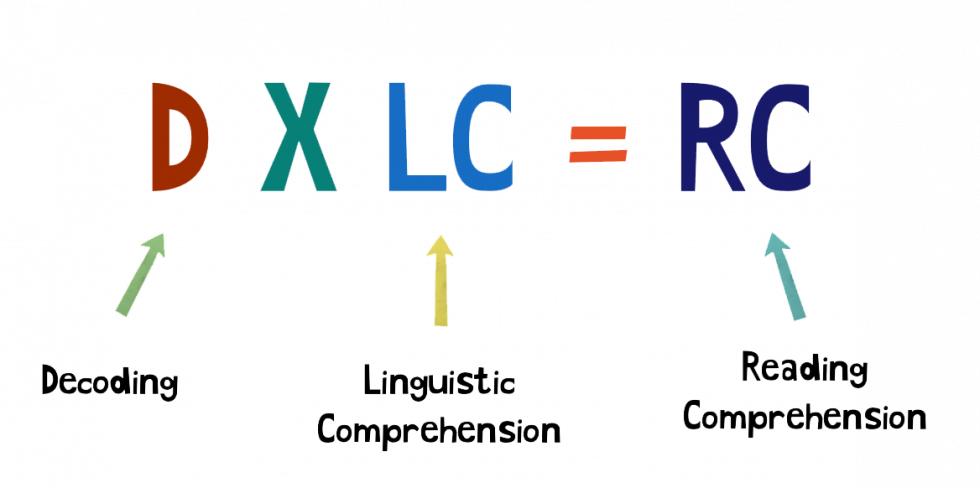 D X LC = RC
Decoding
Linguistic
Comprehension
Reading
Comprehension